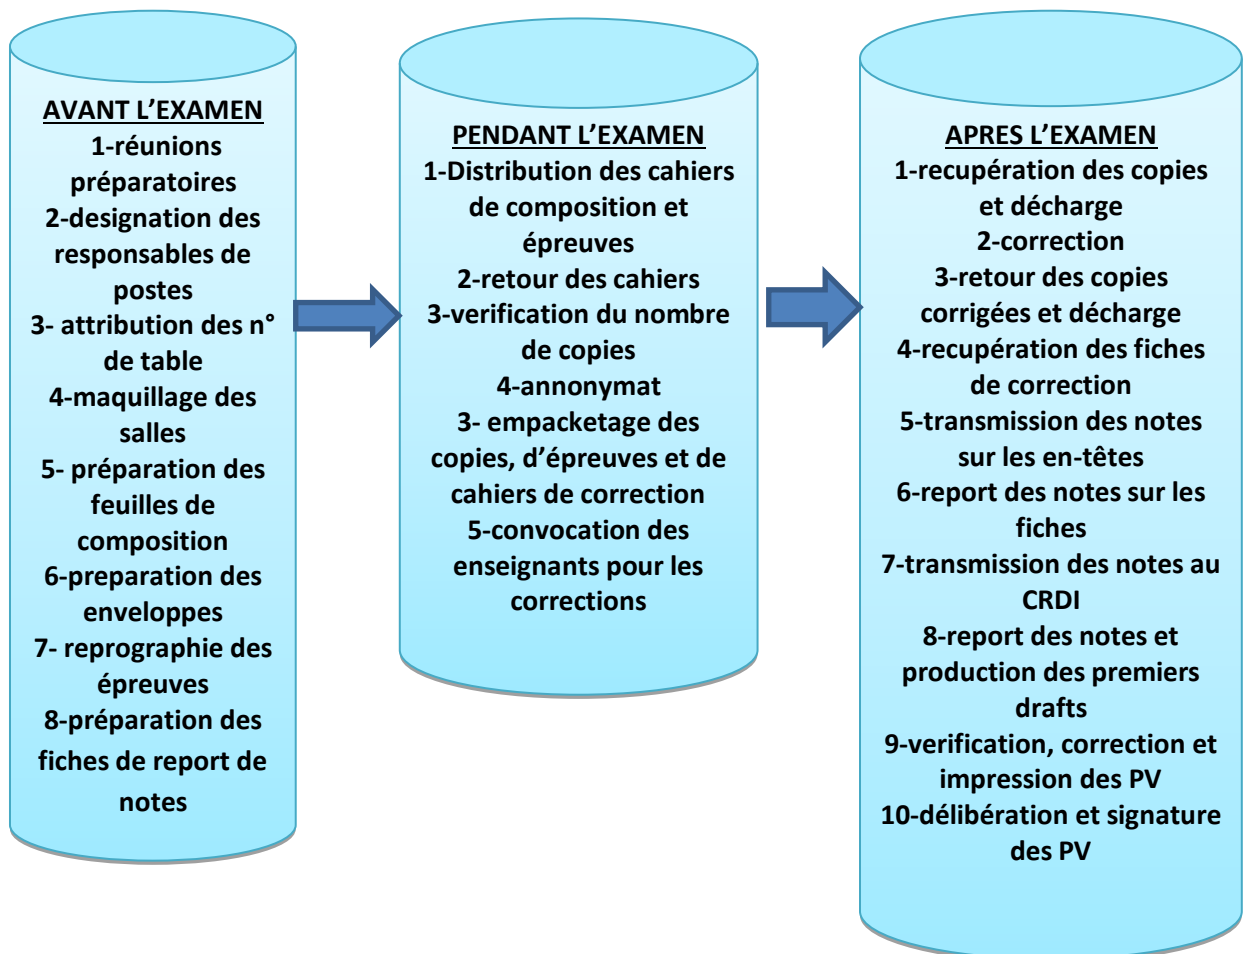 AVANT L’EXAMEN
1-réunions
préparatoires
2-designation des
responsables de
postes
3- attribution des n°
de table
4-maquillage des
salles
5- préparation des
feuilles de
composition
6-preparation des
enveloppes
7- reprographie des
épreuves
8-préparation des
fiches de report de
notes
PENDANT L’EXAMEN
1-Distribution des cahiers
de composition et
épreuves
2-retour des cahiers
3-verification du nombre
de copies
4-annonymat
3- empacketage des
copies, d’épreuves et de
cahiers de correction
5-convocation des
enseignants pour les
corrections
APRES L’EXAMEN
1-recupération des copies
et décharge
2-correction
3-retour des copies
corrigées et décharge
4-recupération des fiches
de correction
5-transmission des notes
sur les en-têtes
6-report des notes sur les
fiches
7-transmission des notes au
CRDI
8-report des notes et
production des premiers
drafts
9-verification, correction et
impression des PV
10-délibération et signature
des PV